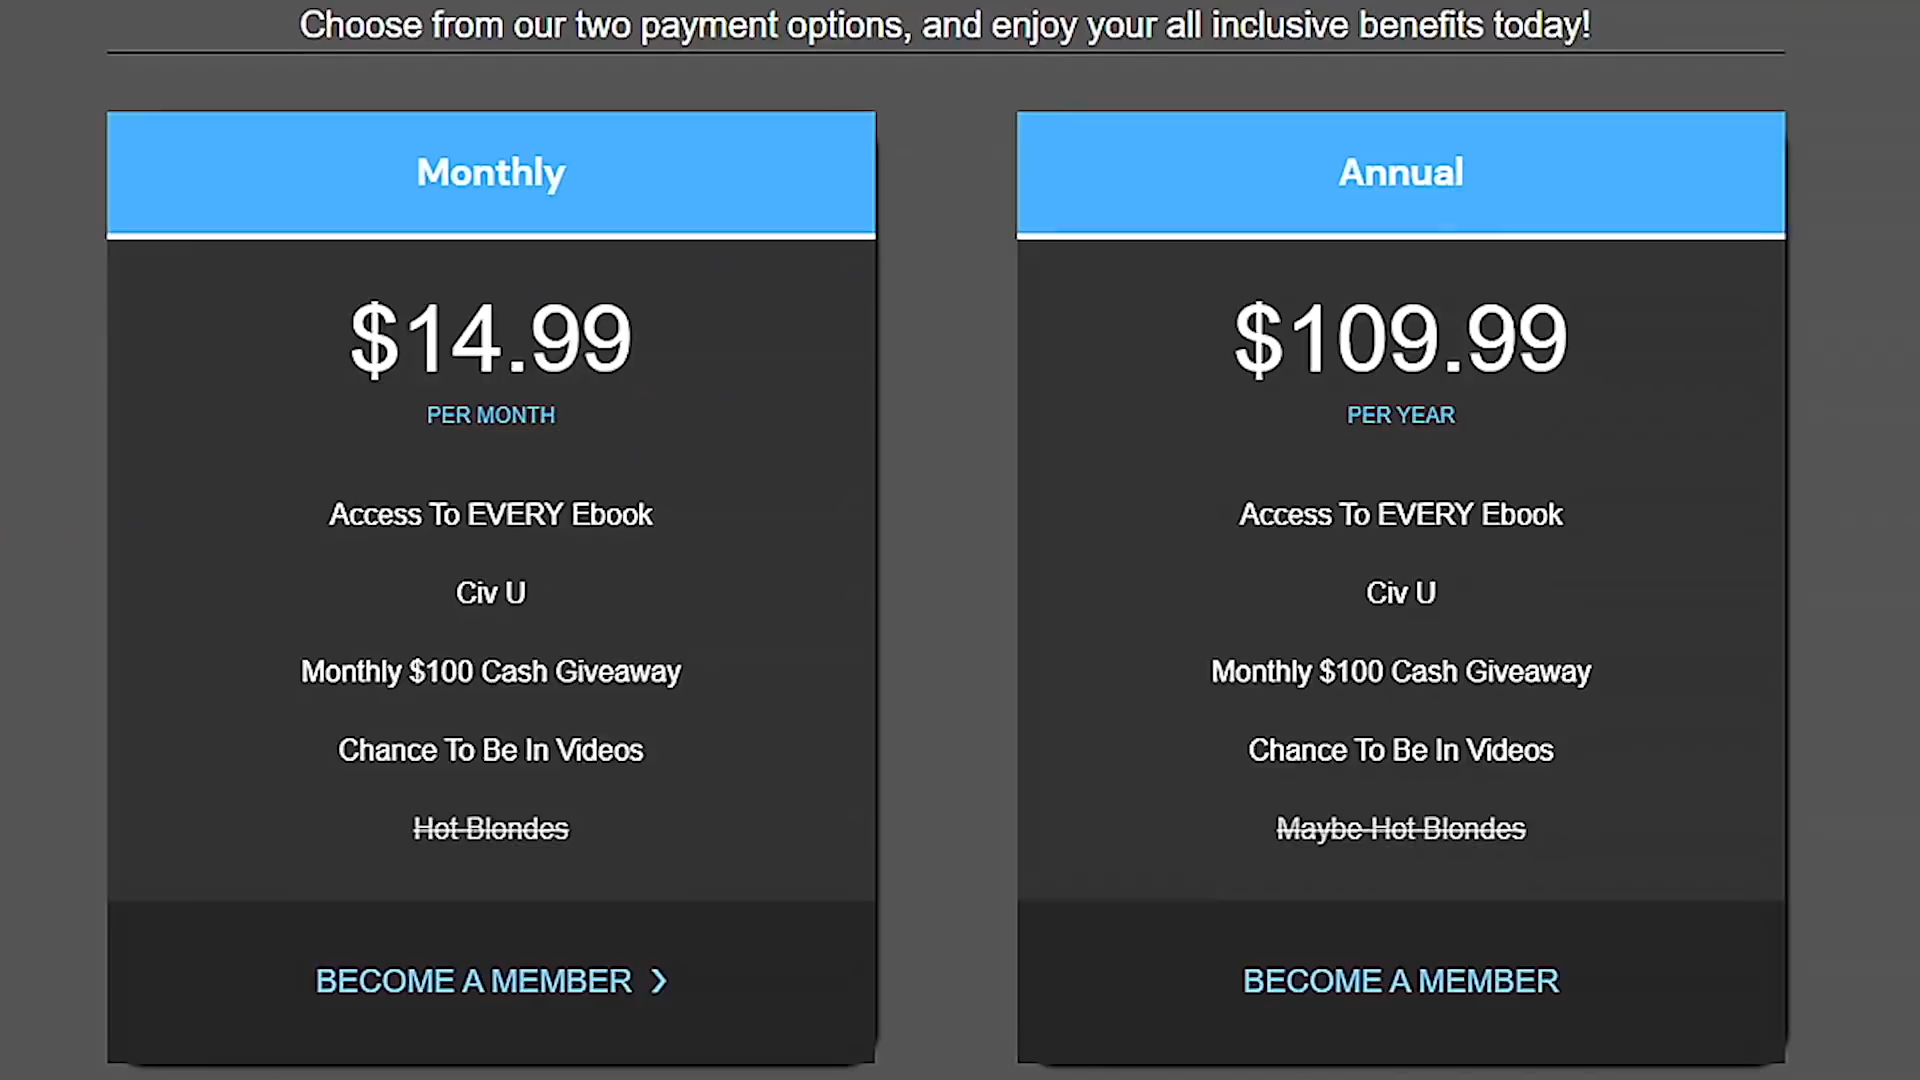 Choose from our two payment options, and enjoy your all inclusive benefits today!
Monthly
$14.99
PER MONTH
Access To EVERY Ebook
Civ U
Monthly $100 Cash Giveaway
Chance To Be In Videos
Hot Blondes
BECOME A MEMBER >
Annual
$109.99
PER YEAR
Access To EVERY Ebook
Civ U
Monthly $100 Cash Giveaway
Chance To Be In Videos
Maybe Hot Blondes
BECOME A MEMBER